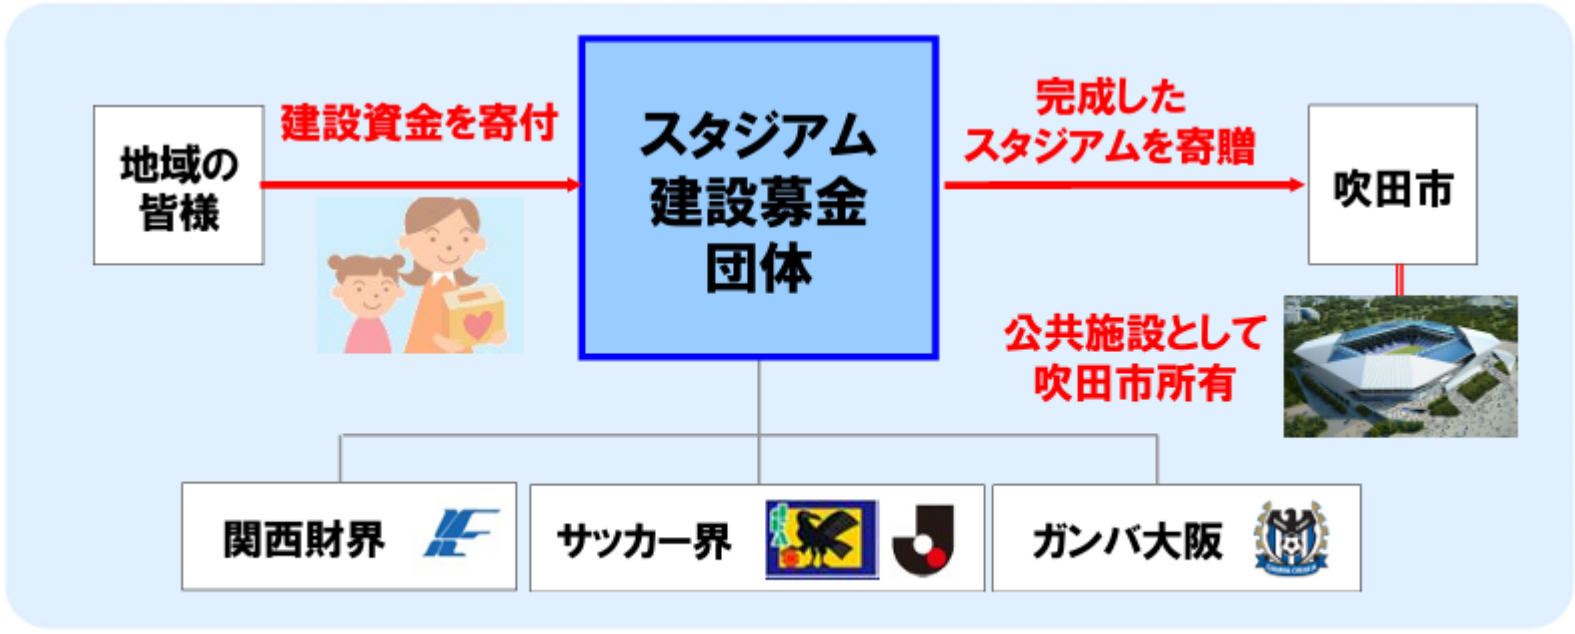 地域の
皆様
建設資金を寄付
スタジアム
建設募金
団体
完成した
スタジアムを寄贈
吹田市
公共施設として
吹田市所有
関西財界
サッカー界
ガンバ大阪